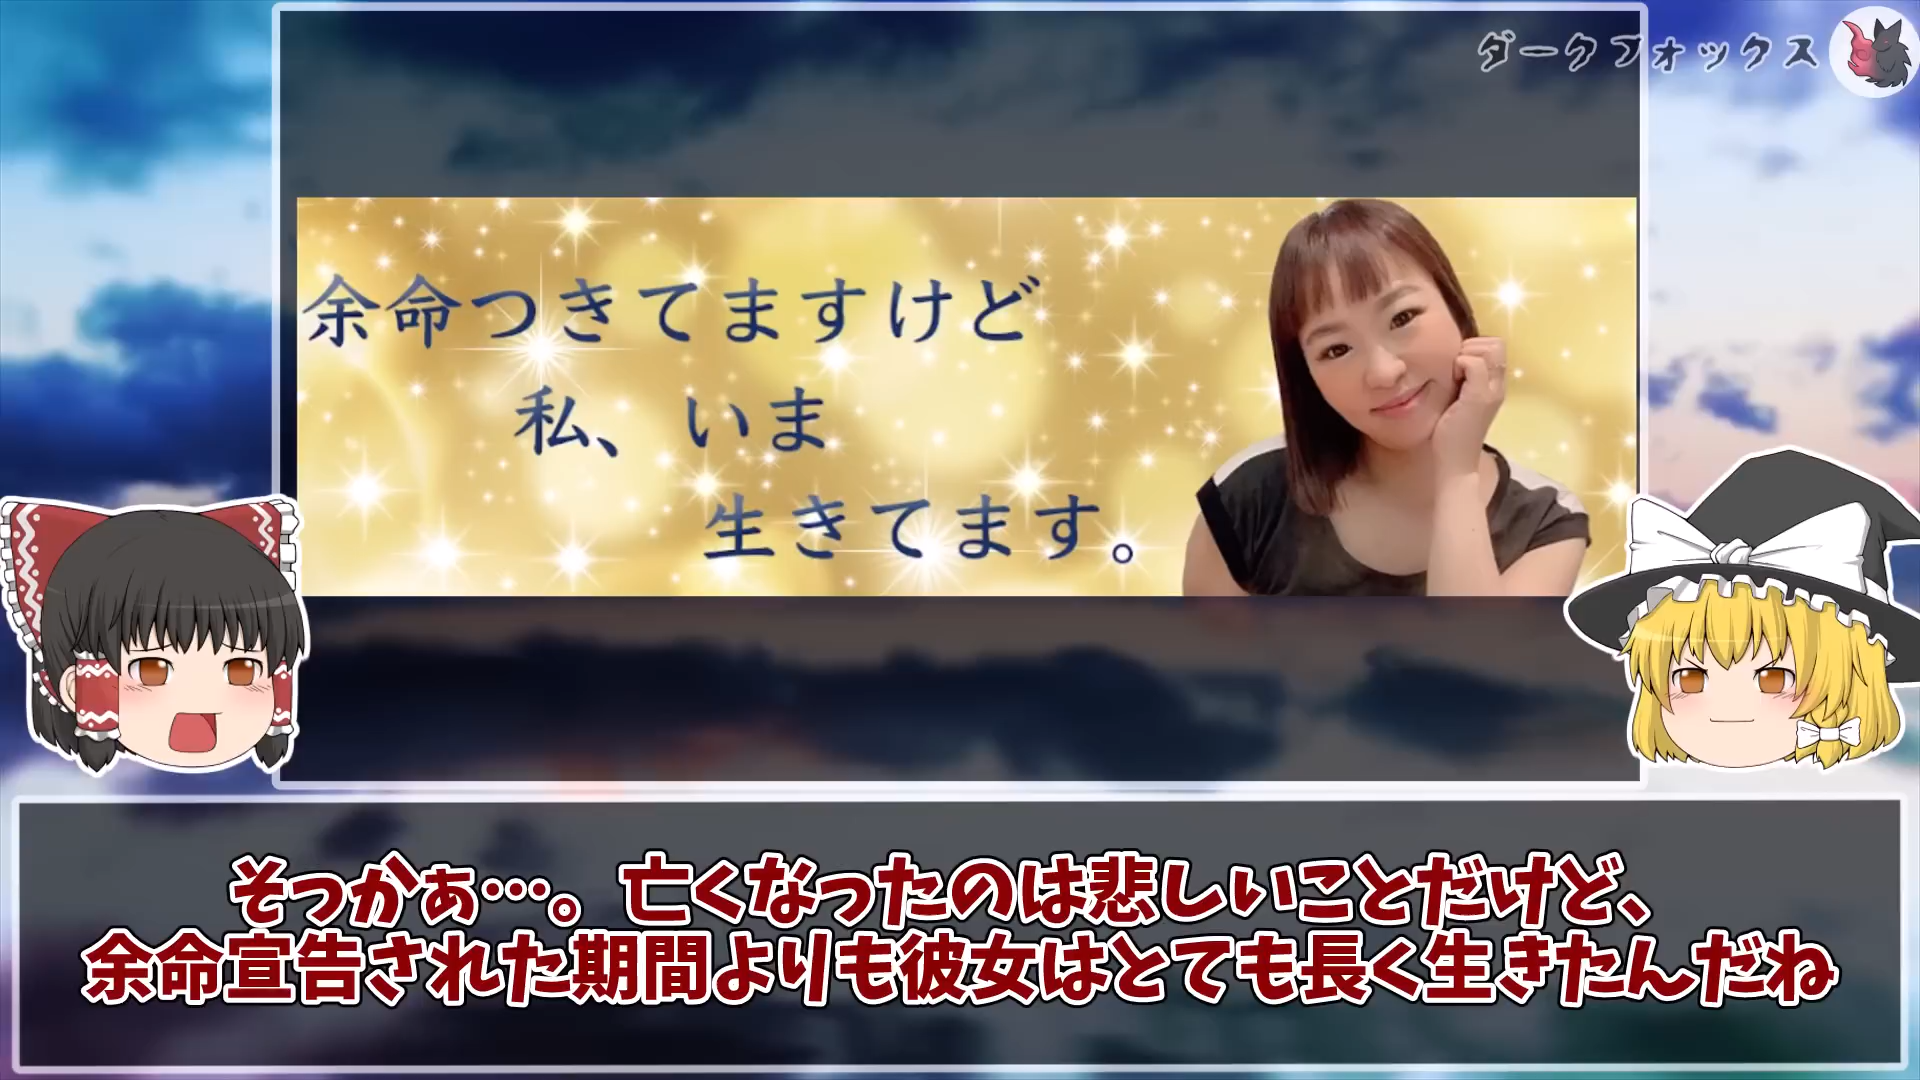 ダークフォックス
余命つきてますけど
私、いま
生きてます。
そっかぁ…。亡くなったのは悲しいことだけど、
余命宣告された期間よりも彼女はとても長く生きたんだね